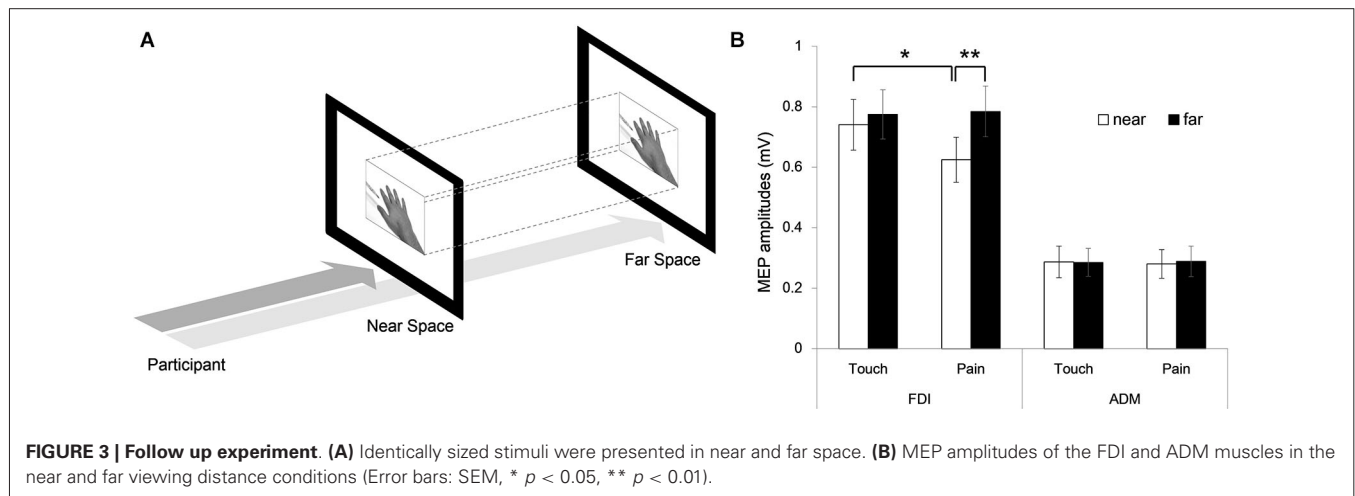 A
Near Space
Far Space
Participant
B
MEP amplitudes (mV)
1
0.8
0.6
0.4
0.2
0
*
**
near
far
Touch
Pain
Touch
Pain
FDI
ADM
FIGURE 3 | Follow up experiment. (A) Identically sized stimuli were presented in near and far space. (B) MEP amplitudes of the FDI and ADM muscles in the
near and far viewing distance conditions (Error bars: SEM, * p < 0.05, ** p < 0.01).